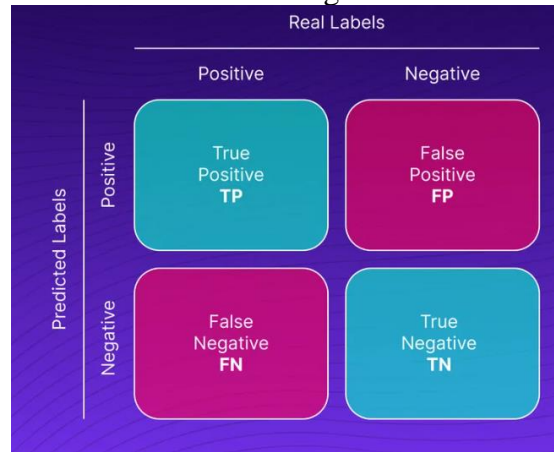 Real Labels
Positive
Negative
Predicted Labels
Positive
True
Positive
TP
False
Positive
FP
Negative
False
Negative
FN
True
Negative
TN